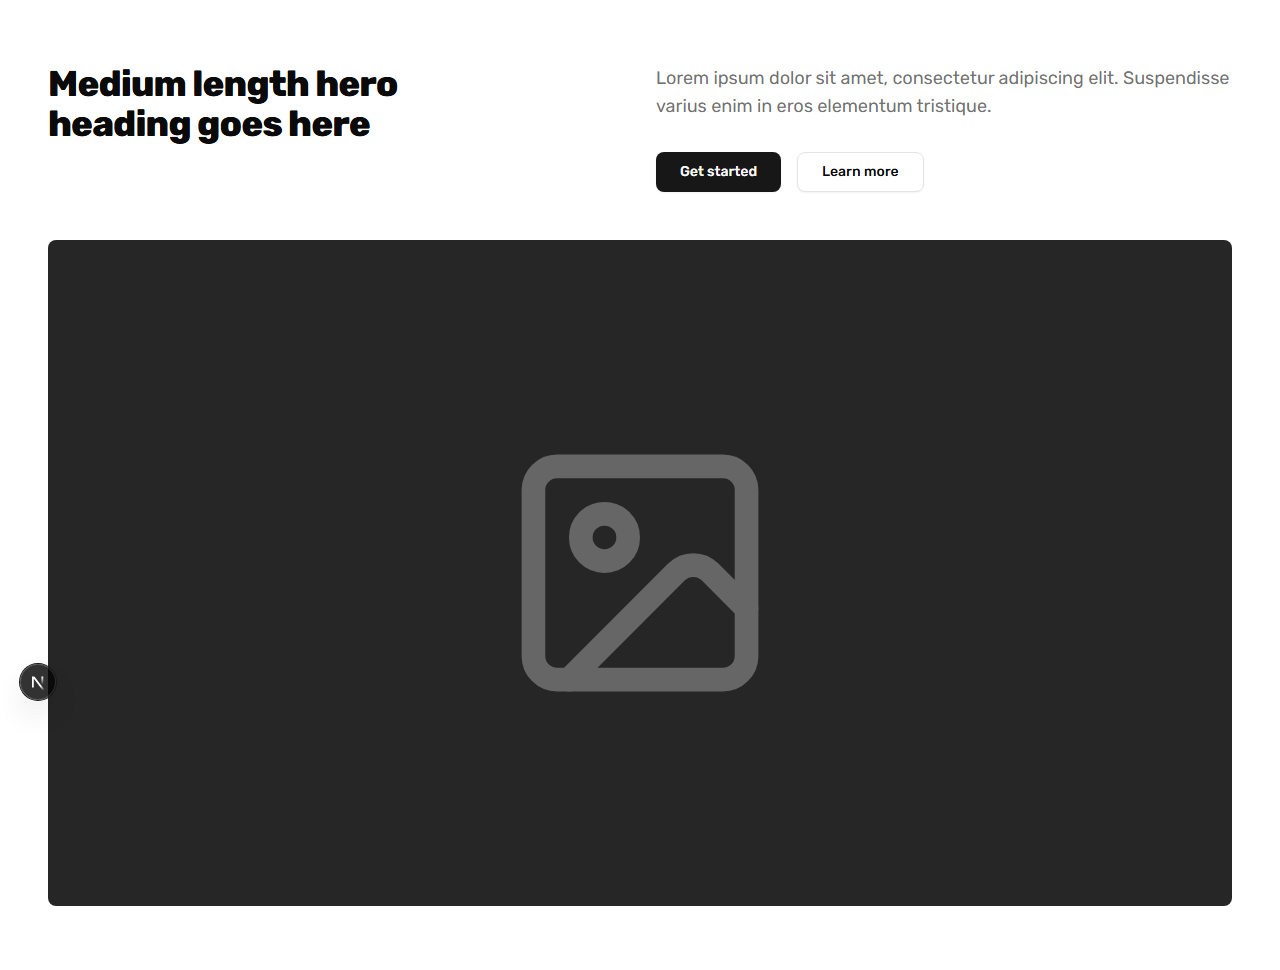 Medium length hero
heading goes here
Lorem ipsum dolor sit amet, consectetur adipiscing elit. Suspendisse
varius enim in eros elementum tristique.
Get started
Learn more
N